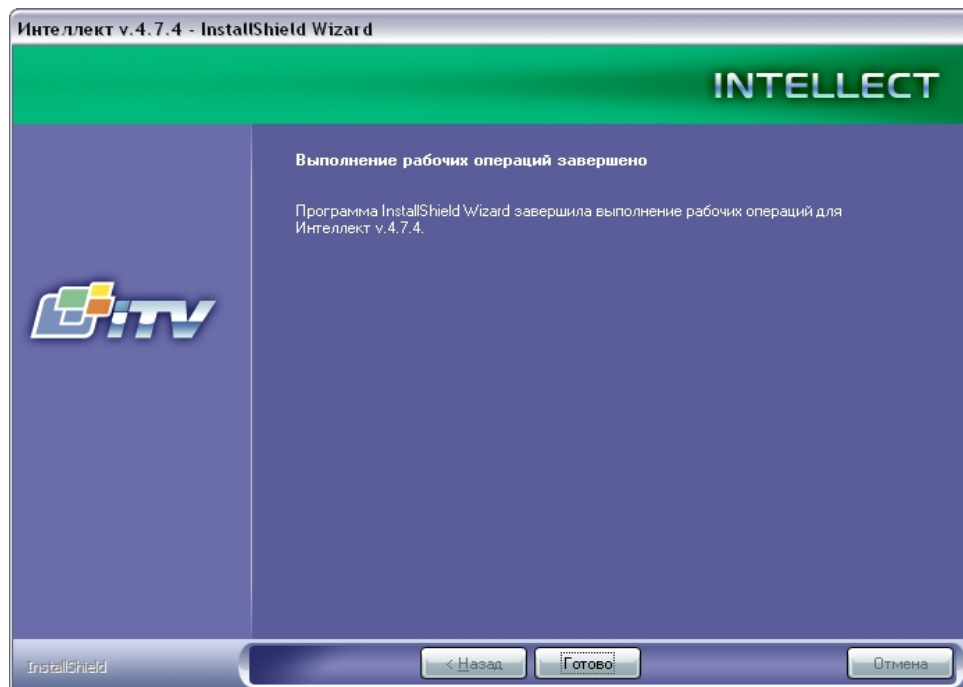 Интеллект v.4.7.4 - InstallShield Wizard
INTELLECT
Выполнение рабочих операций завершено
Программа InstallShield Wizard завершила выполнение рабочих операций для
Интеллект v.4.7.4.
iTV
InstallShield
< Назад
Готово
Отмена